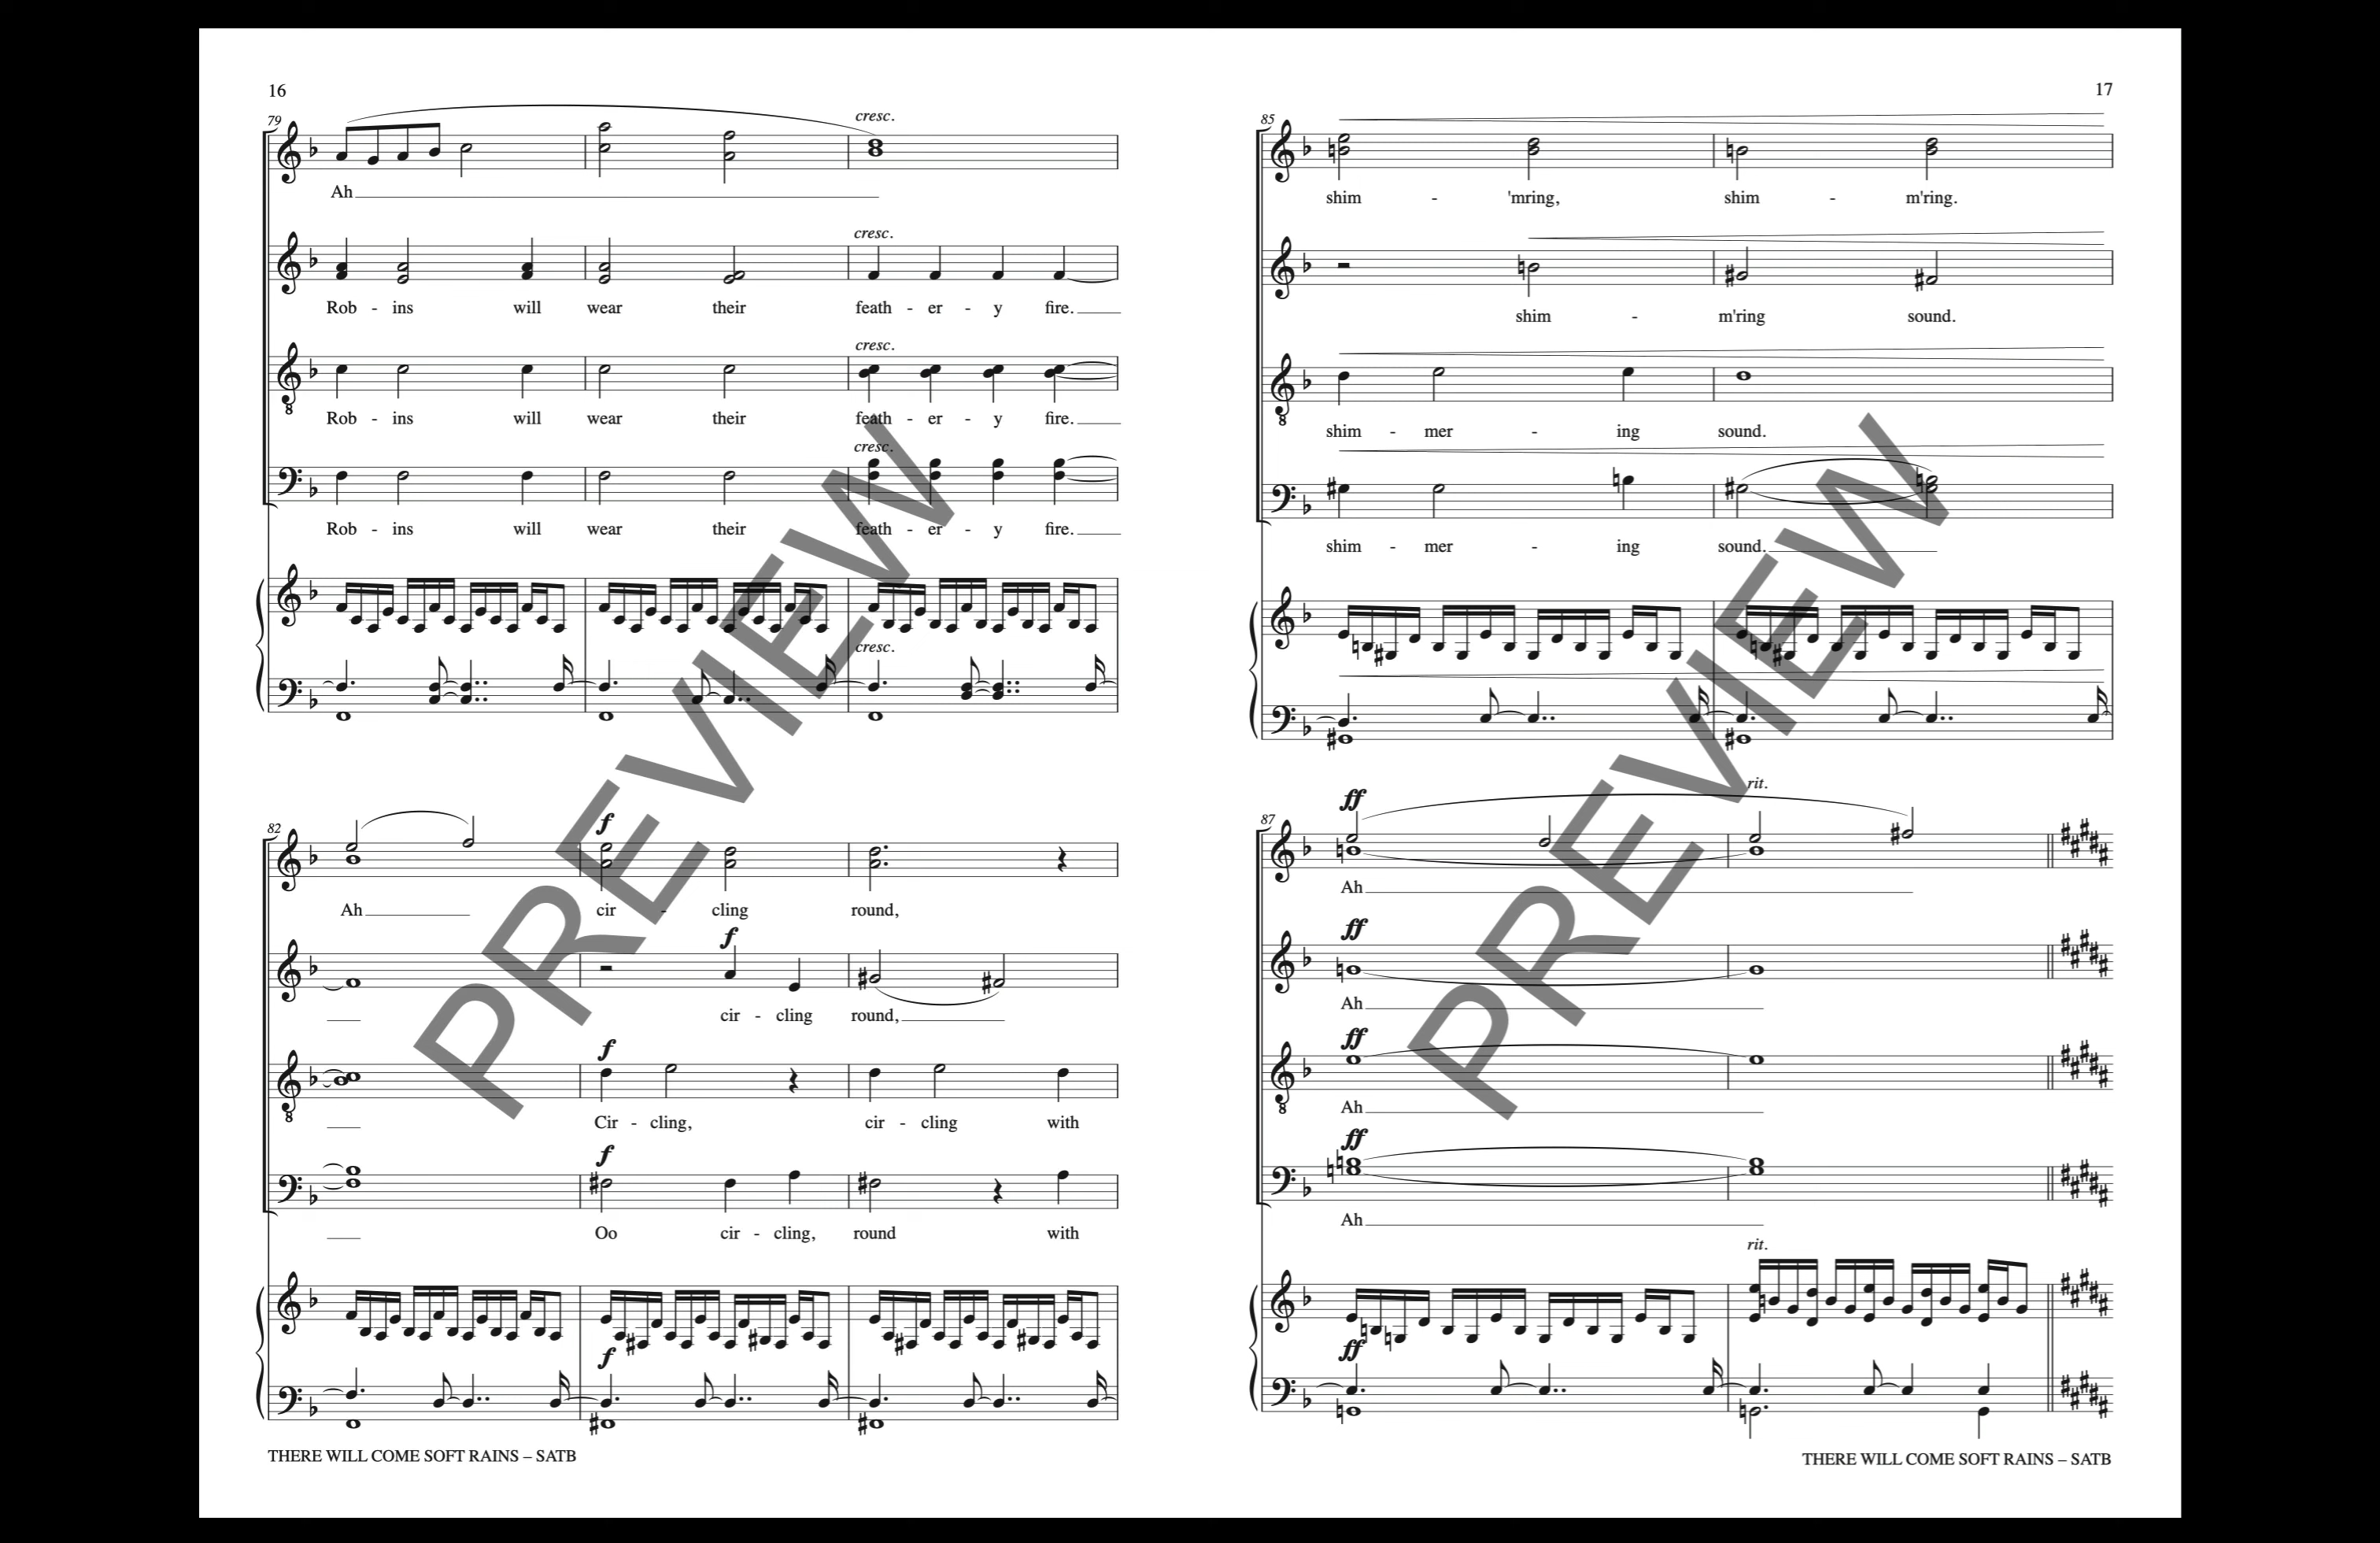 16
79
cresc.
Ah
cresc.
Rob - ins will wear their feath - er - y fire.
cresc.
Rob - ins will wear their feath - er - y fire.
cresc.
Rob - ins will wear their feath - er - y fire.
cresc.
82
f
Ah cir - cling round,
f
cir - cling round,
f
Cir - cling, cir - cling with
f
Oo cir - cling, round with
f
THERE WILL COME SOFT RAINS – SATB
PREVIEW
17
85
shim - 'mring, shim - m'ring.
shim - m'ring sound.
8
shim - mer - ing sound.
shim - mer - ing sound.
rit.
ff
87
Ah
ff
Ah
ff
8
Ah
ff
Ah
rit.
ff
THERE WILL COME SOFT RAINS – SATB
PREVIEW